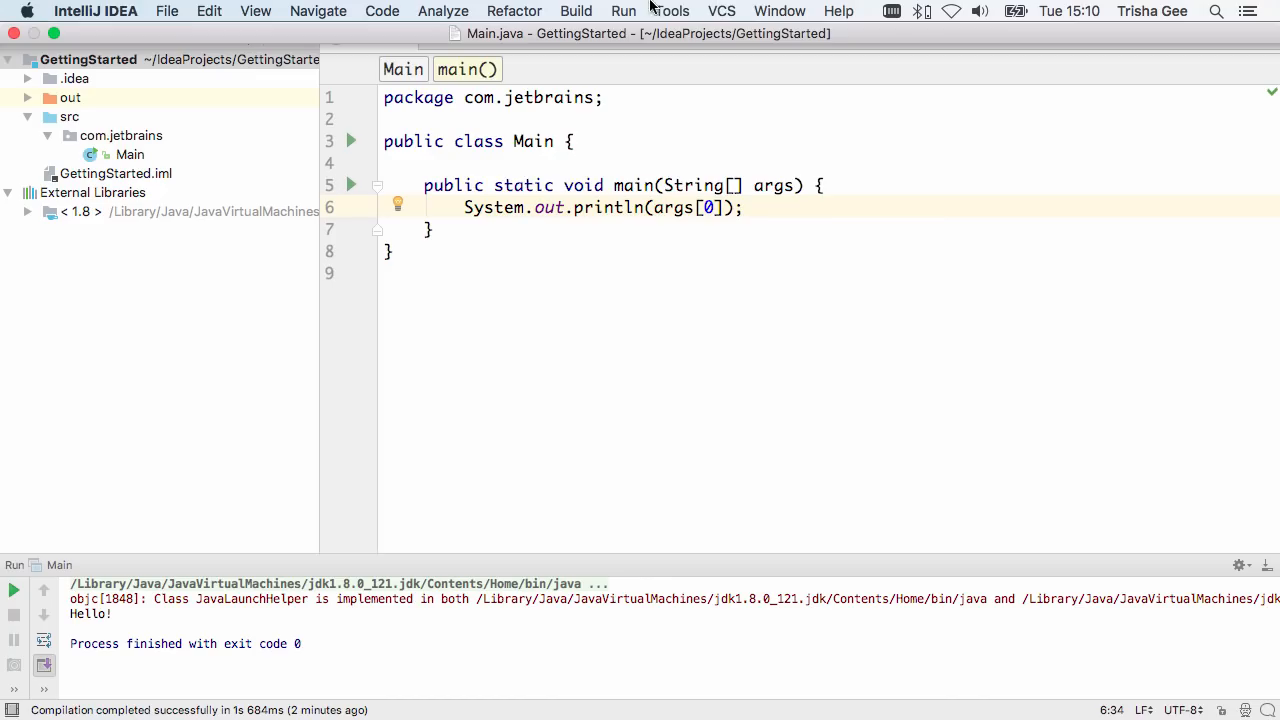 IntelliJ IDEA File Edit View Navigate Code Analyze Refactor Build Run Tools VCS Window Help Tue 15:10 Trisha Gee
Main.java - GettingStarted - [~/IdeaProjects/GettingStarted]
GettingStarted ~/IdeaProjects/GettingStarte
.idea
out
src
com.jetbrains
Main
GettingStarted.iml
External Libraries
< 1.8 > /Library/Java/JavaVirtualMachines
Main main()
1 package com.jetbrains;
2
3 public class Main {
4
5 public static void main(String[] args) {
6 System.out.println(args[0]);
7 }
8 }
9
Run Main
/Library/Java/JavaVirtualMachines/jdk1.8.0_121.jdk/Contents/Home/bin/java ...
objc[1848]: Class JavaLaunchHelper is implemented in both /Library/Java/JavaVirtualMachines/jdk1.8.0_121.jdk/Contents/Home/bin/java and /Library/Java/JavaVirtualMachines/jdk
Hello!
Process finished with exit code 0
Compilation completed successfully in 1s 684ms (2 minutes ago) 6:34 LF UTF-8